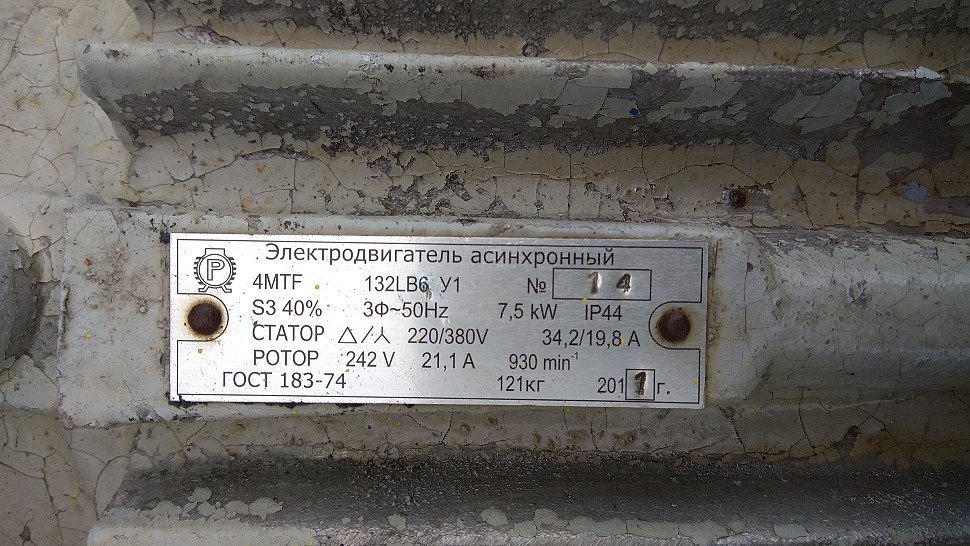 Электродвигатель асинхронный
Р 4MTF 132LB6 У1 № 14
S3 40% 3Ф~50Hz 7,5 kW IP44
СТАТОР △/⅄ 220/380V 34,2/19,8 A
РОТОР 242 V 21,1 A 930 min⁻¹
ГОСТ 183-74 121кг 2011г.